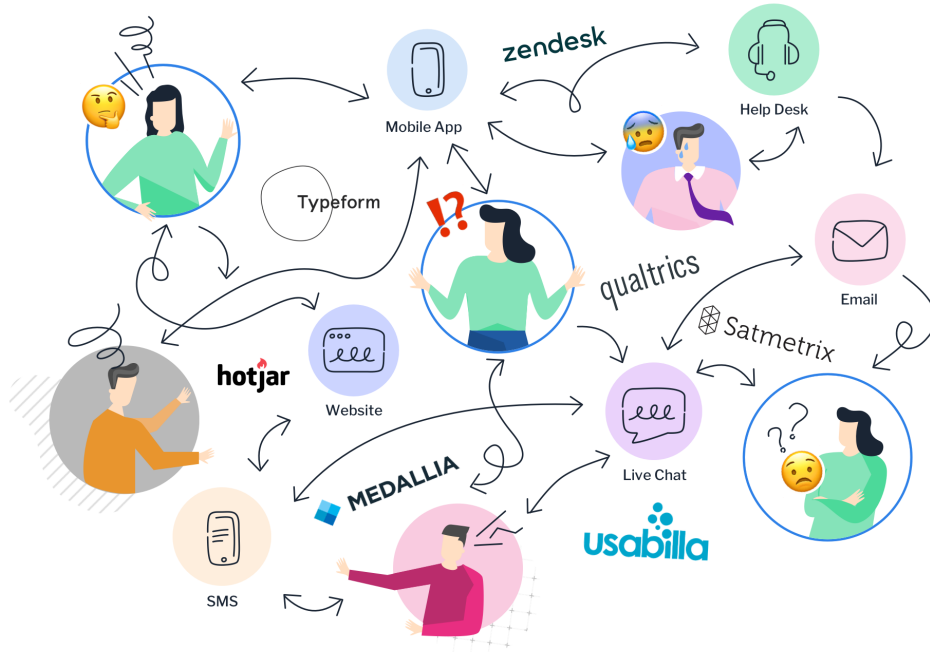 zendesk
Help Desk
Mobile App
Typeform
!?
qualtrics
Email
Satmetrix
hotjar
Website
Live Chat
MEDALLIA
usabilla
SMS